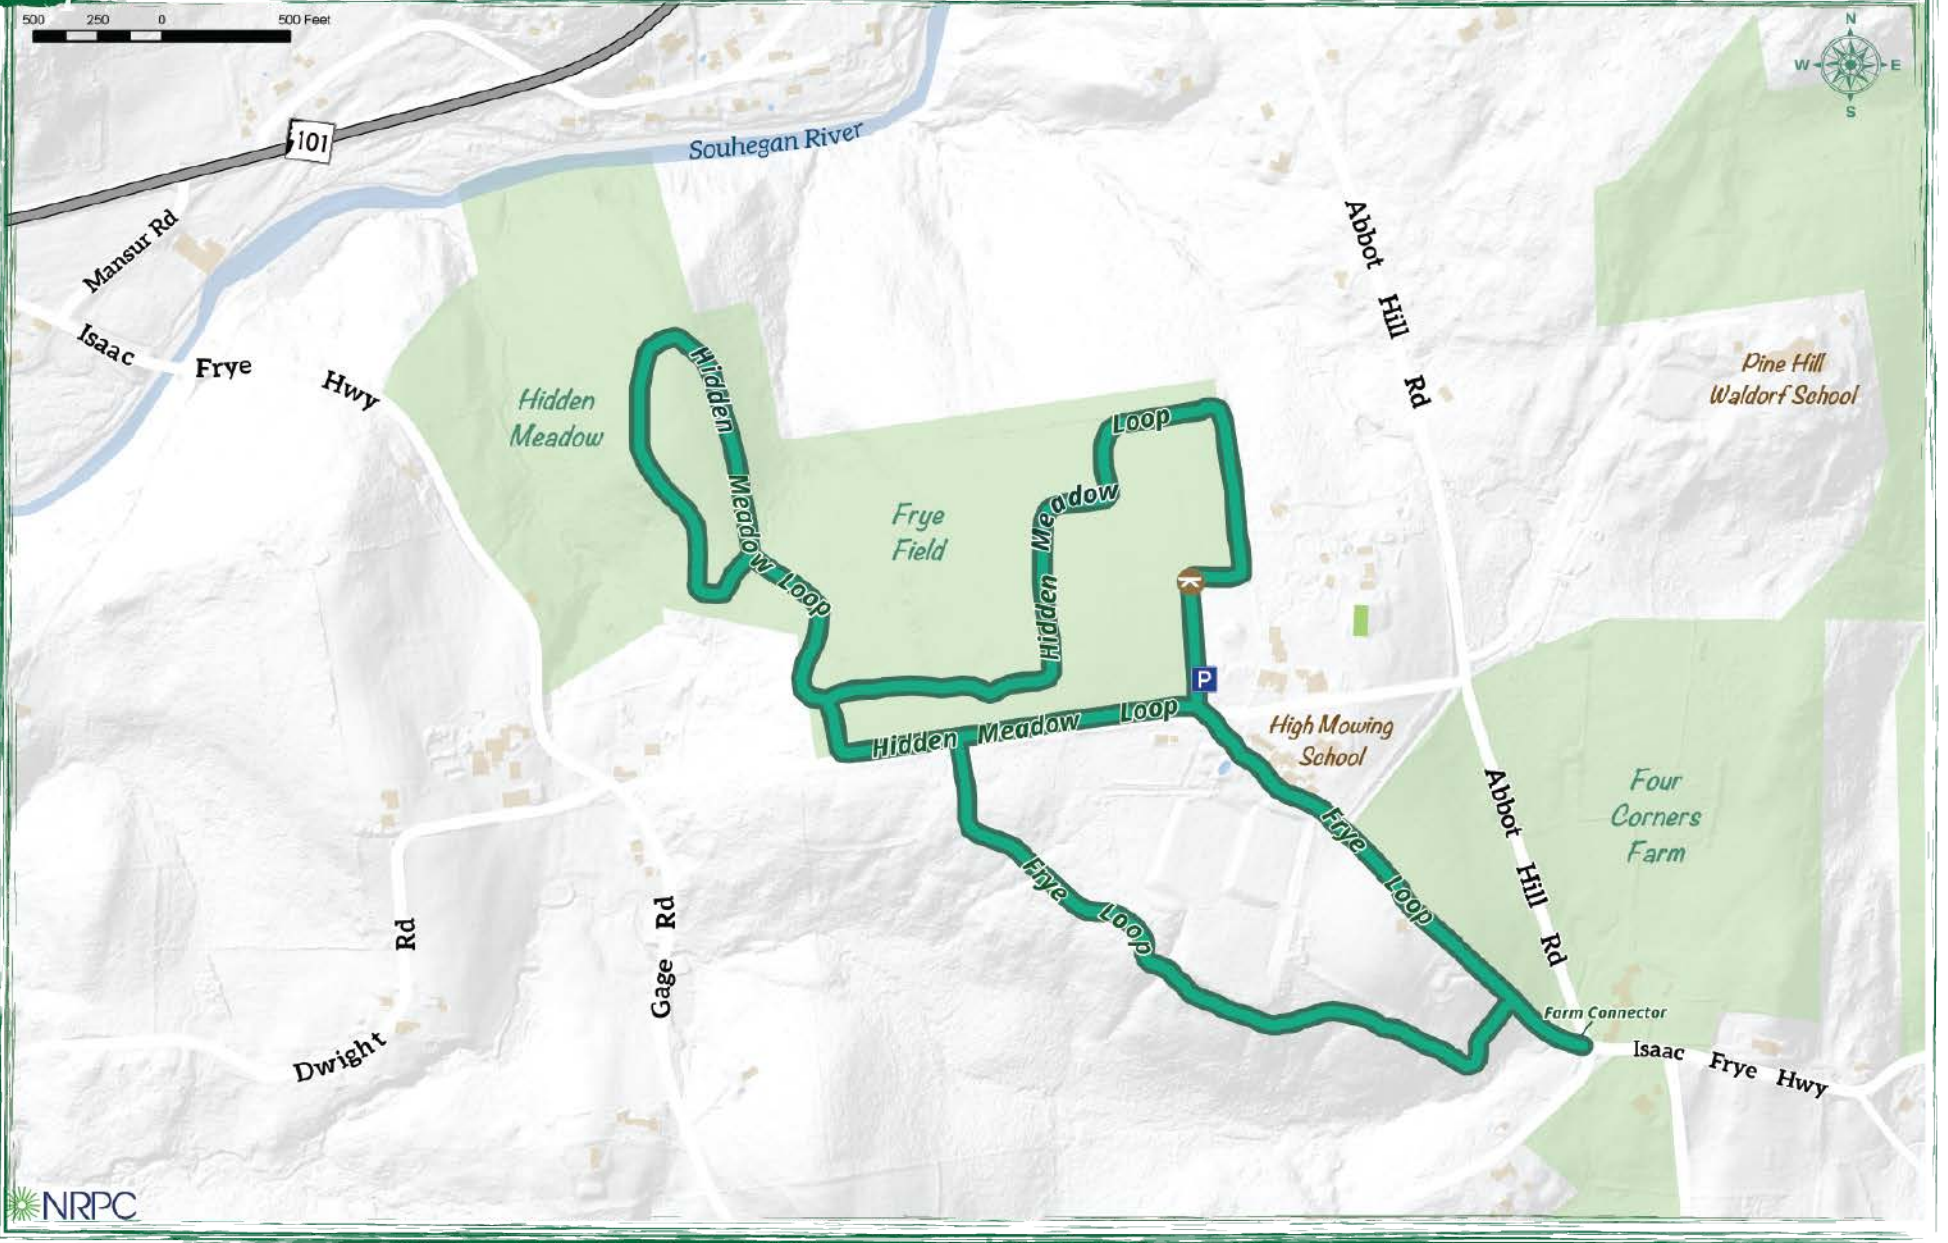 500 250 0 500 Feet
N
W E
S
101
Souhegan River
Mansur Rd
Isaac Frye Hwy
Abbot Hill Rd
Pine Hill
Waldorf School
Hidden
Meadow
Hidden Meadow Loop
Frye
Field
Hidden Meadow Loop
P
Hidden Meadow Loop
High Mowing
School
Four
Corners
Farm
Abbot Hill Rd
Frye Loop
Frye Loop
Farm Connector
Isaac Frye Hwy
Dwight Rd
Gage Rd
NRPC